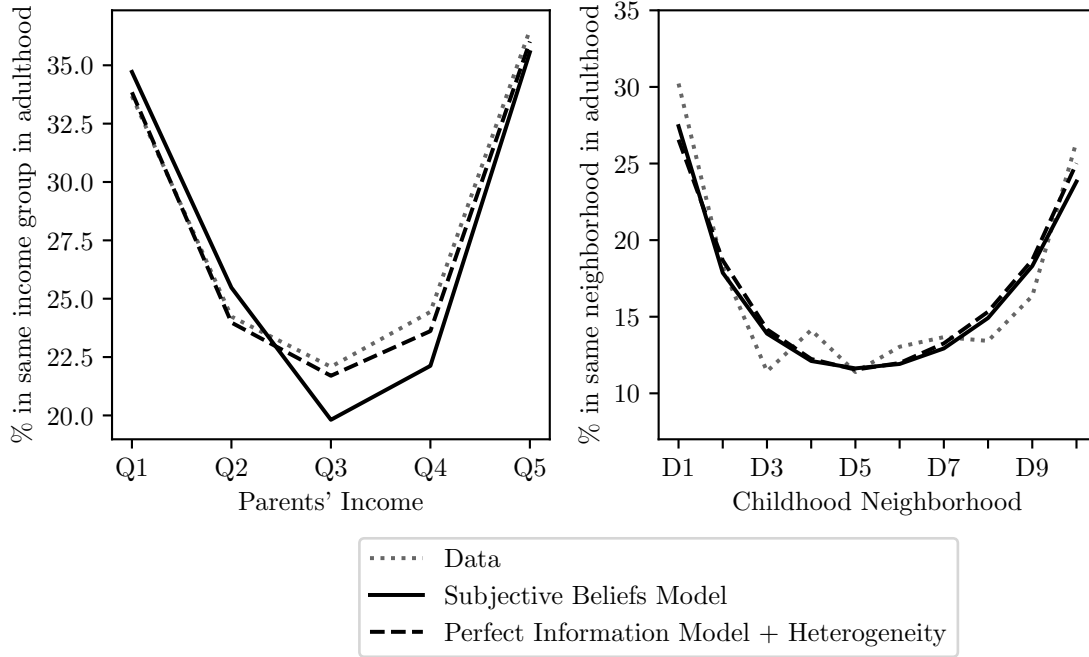 % in same income group in adulthood
35.0
32.5
30.0
27.5
25.0
22.5
20.0
Q1 Q2 Q3 Q4 Q5
Parents' Income
% in same neighborhood in adulthood
35
30
25
20
15
10
D1 D3 D5 D7 D9
Childhood Neighborhood
Data
Subjective Beliefs Model
Perfect Information Model + Heterogeneity